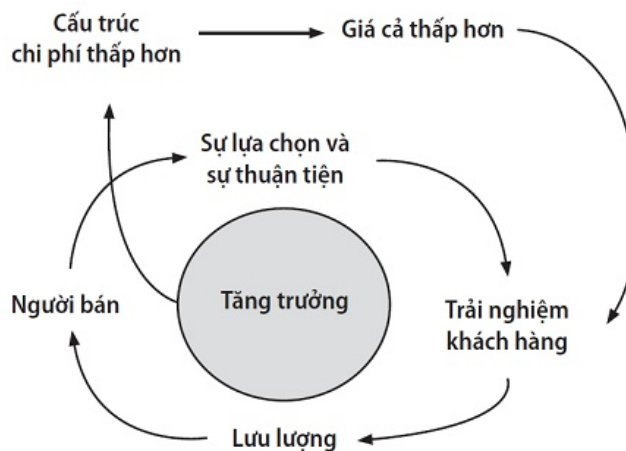 Cấu trúc
chi phí thấp hơn
Giá cả thấp hơn
Sự lựa chọn và
sự thuận tiện
Người bán
Tăng trưởng
Trải nghiệm
khách hàng
Lưu lượng